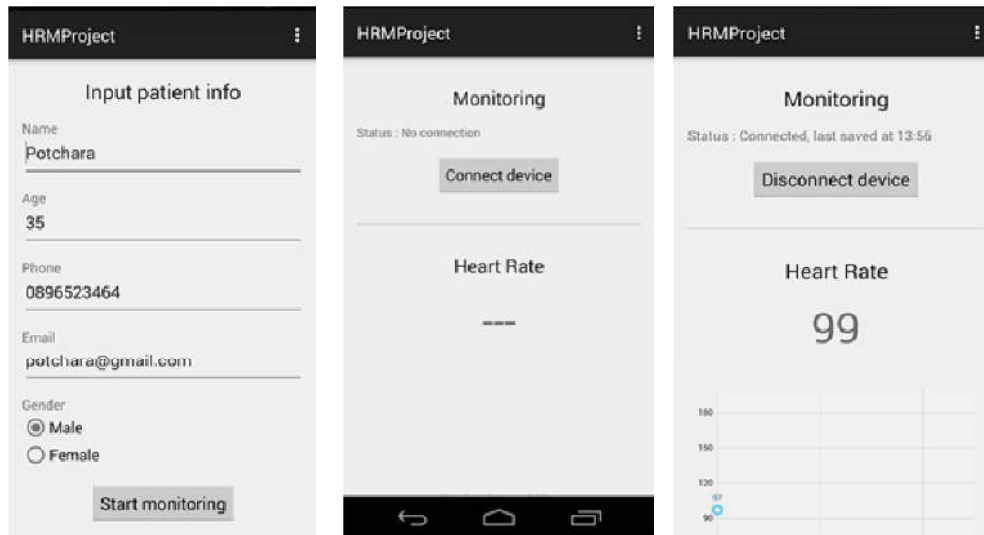 HRMProject
Input patient info
Name
Potchara
Age
35
Phone
0896523464
Email
potchara@gmail.com
Gender
Male
Female
Start monitoring
HRMProject
Monitoring
Status : No connection
Connect device
Heart Rate
---
HRMProject
Monitoring
Status : Connected, last saved at 13:56
Disconnect device
Heart Rate
99
180
150
120
97
90